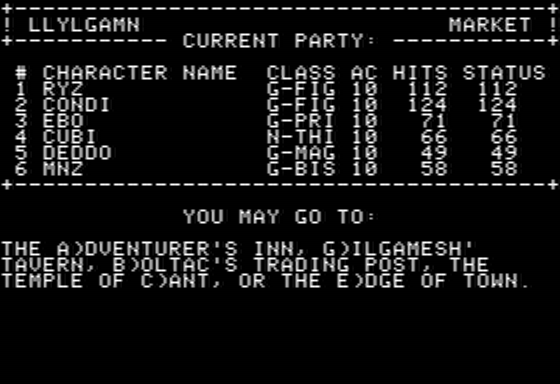 +--------------------------------------+
! LLYLGAMN                      MARKET !
+----------- CURRENT PARTY: -----------+
# CHARACTER NAME  CLASS AC HITS STATUS
1 RYZ             G-FIG 10  112  112
2 CONDI           G-FIG 10  124  124
3 EBO             G-PRI 10   71   71
4 CUBI            N-THI 10   66   66
5 DEDDO           G-MAG 10   49   49
6 MNZ             G-BIS 10   58   58
+--------------------------------------+
YOU MAY GO TO:
THE A)DVENTURER'S INN, G)ILGAMESH'
TAVERN, B)OLTAC'S TRADING POST, THE
TEMPLE OF C)ANT, OR THE E)DGE OF TOWN.